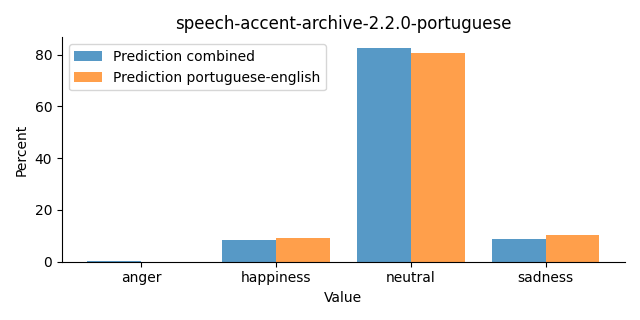 speech-accent-archive-2.2.0-portuguese
Prediction combined
Prediction portuguese-english
Percent
80
60
40
20
0
anger happiness neutral sadness
Value